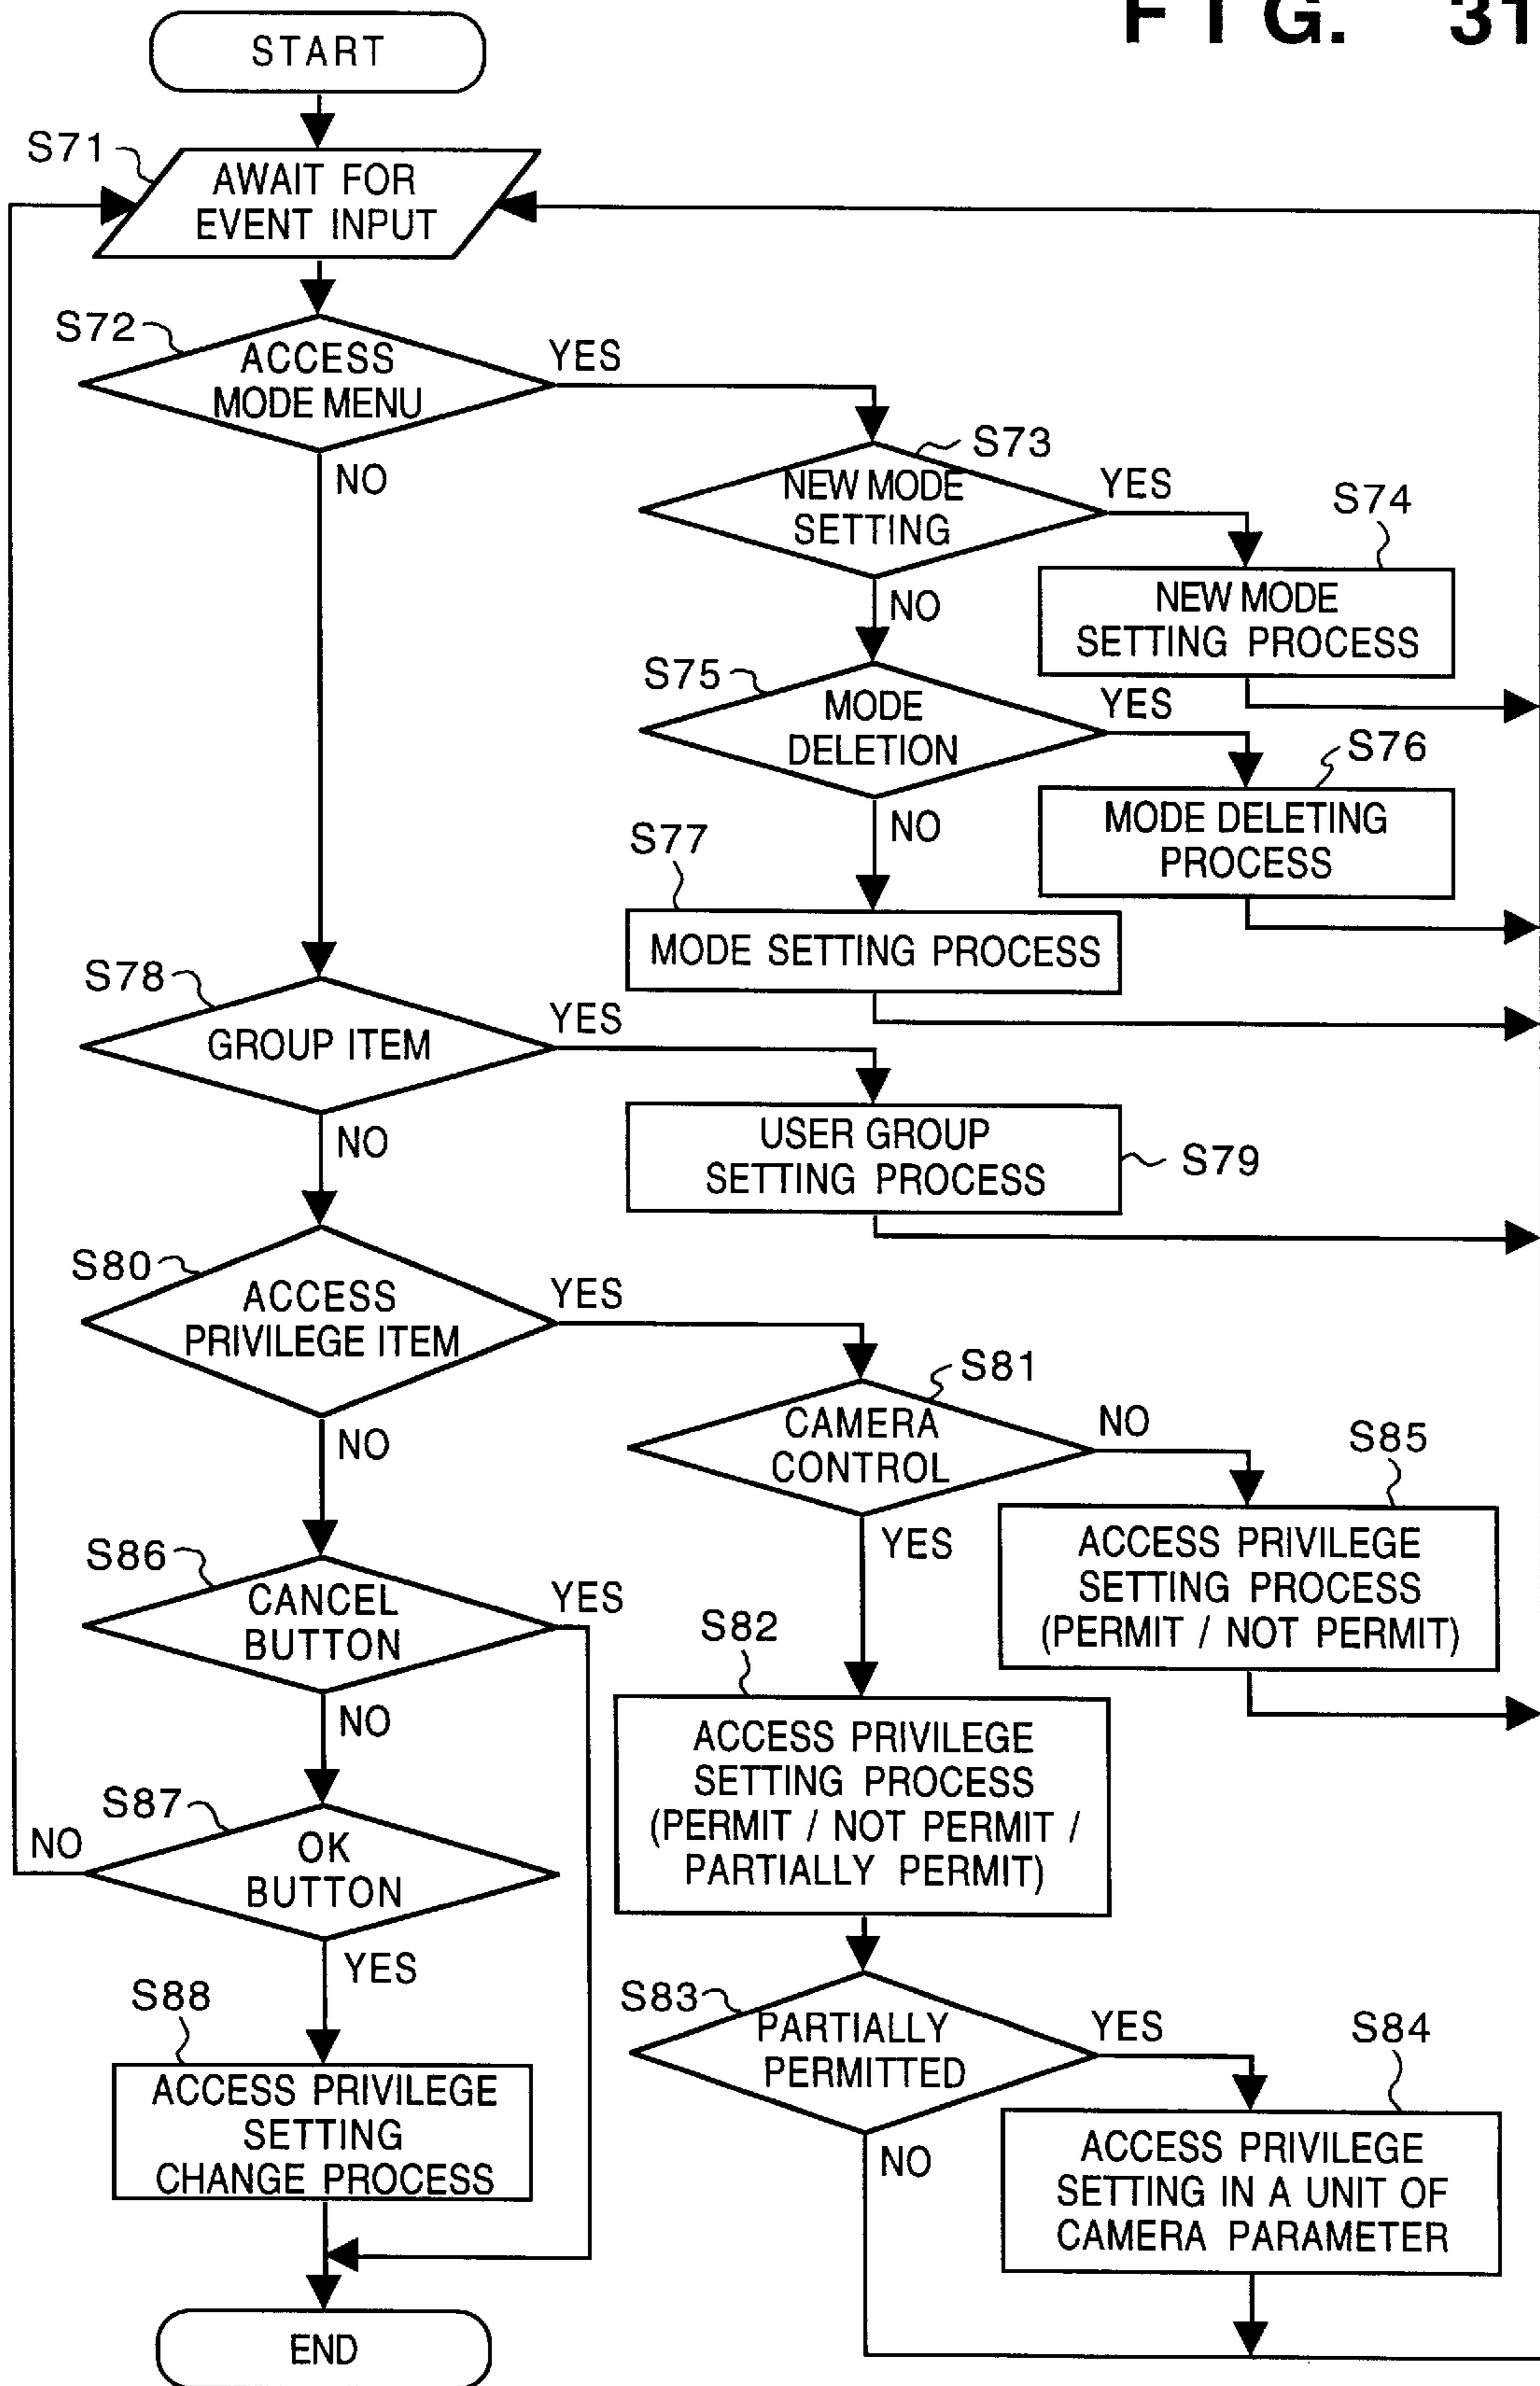 FIG. 31
START
S71
AWAIT FOR
EVENT INPUT
S72
ACCESS
MODE MENU
YES
NO
S73
NEW MODE
SETTING
YES
NO
S74
NEW MODE
SETTING PROCESS
S75
MODE
DELETION
YES
NO
S76
MODE DELETING
PROCESS
S77
MODE SETTING PROCESS
S78
GROUP ITEM
YES
NO
USER GROUP
SETTING PROCESS
S79
S80
ACCESS
PRIVILEGE ITEM
YES
NO
S81
CAMERA
CONTROL
NO
YES
S85
ACCESS PRIVILEGE
SETTING PROCESS
(PERMIT / NOT PERMIT)
S86
CANCEL
BUTTON
YES
NO
S82
ACCESS PRIVILEGE
SETTING PROCESS
(PERMIT / NOT PERMIT /
PARTIALLY PERMIT)
S87
NO
OK
BUTTON
YES
S83
PARTIALLY
PERMITTED
YES
NO
S84
ACCESS PRIVILEGE
SETTING IN A UNIT OF
CAMERA PARAMETER
S88
ACCESS PRIVILEGE
SETTING
CHANGE PROCESS
END